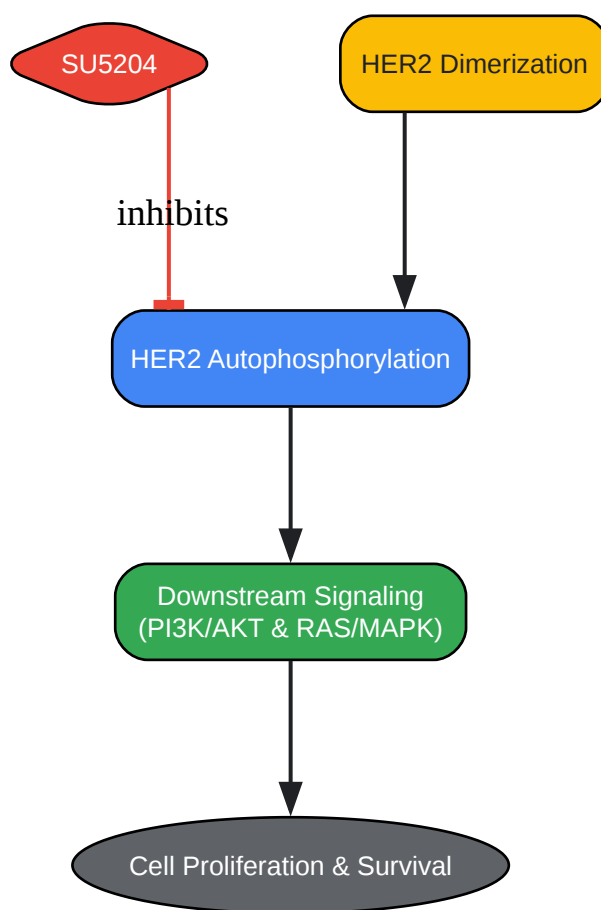 SU5204
HER2 Dimerization
inhibits
HER2 Autophosphorylation
Downstream Signaling
(PI3K/AKT & RAS/MAPK)
Cell Proliferation & Survival